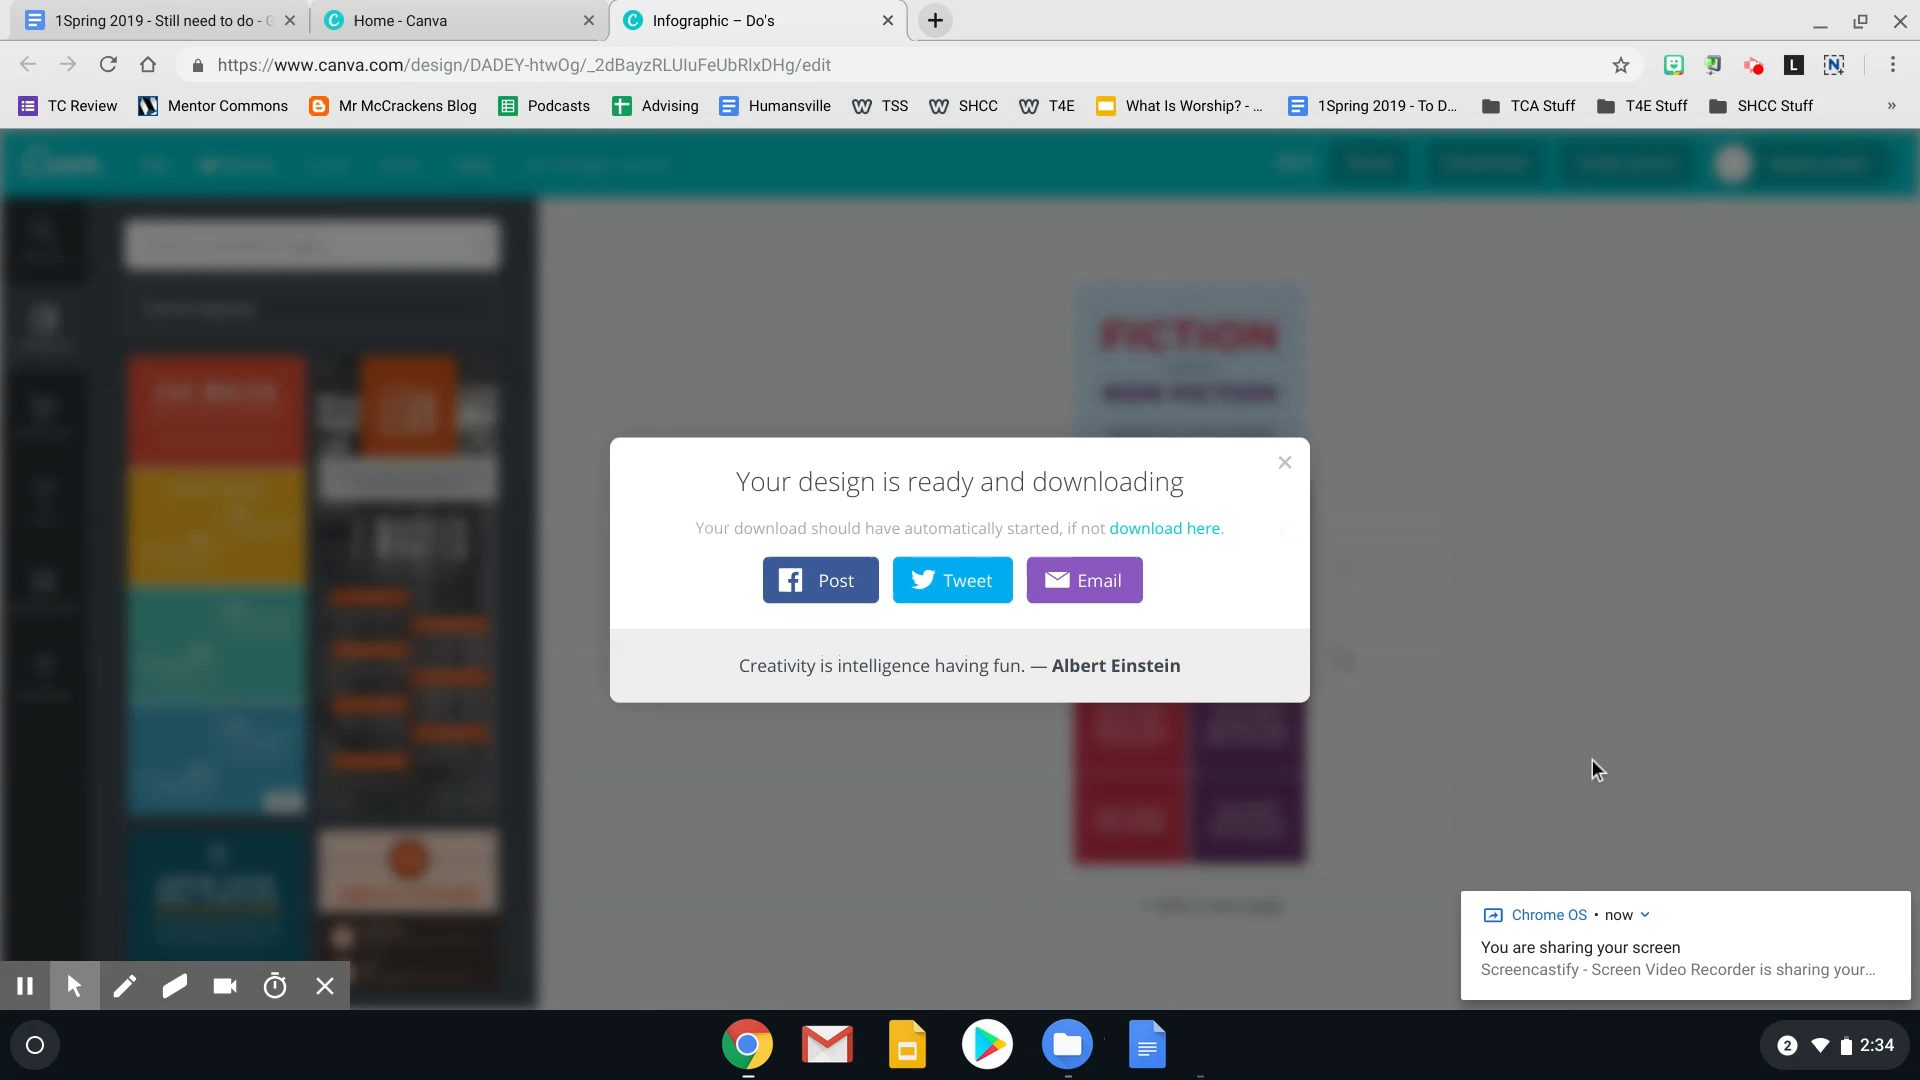 1Spring 2019 - Still need to do - G
Home - Canva
Infographic – Do's
https://www.canva.com/design/DADEY-htwOg/_2dBayzRLUIuFeUbRlxDHg/edit
TC Review
Mentor Commons
Mr McCrackens Blog
Podcasts
Advising
Humansville
TSS
SHCC
T4E
What Is Worship? - ...
1Spring 2019 - To D...
TCA Stuff
T4E Stuff
SHCC Stuff
»
FICTION
NON-FICTION
Your design is ready and downloading
Your download should have automatically started, if not download here.
Post
Tweet
Email
Creativity is intelligence having fun. — Albert Einstein
Chrome OS • now
You are sharing your screen
Screencastify - Screen Video Recorder is sharing your...
2
2:34